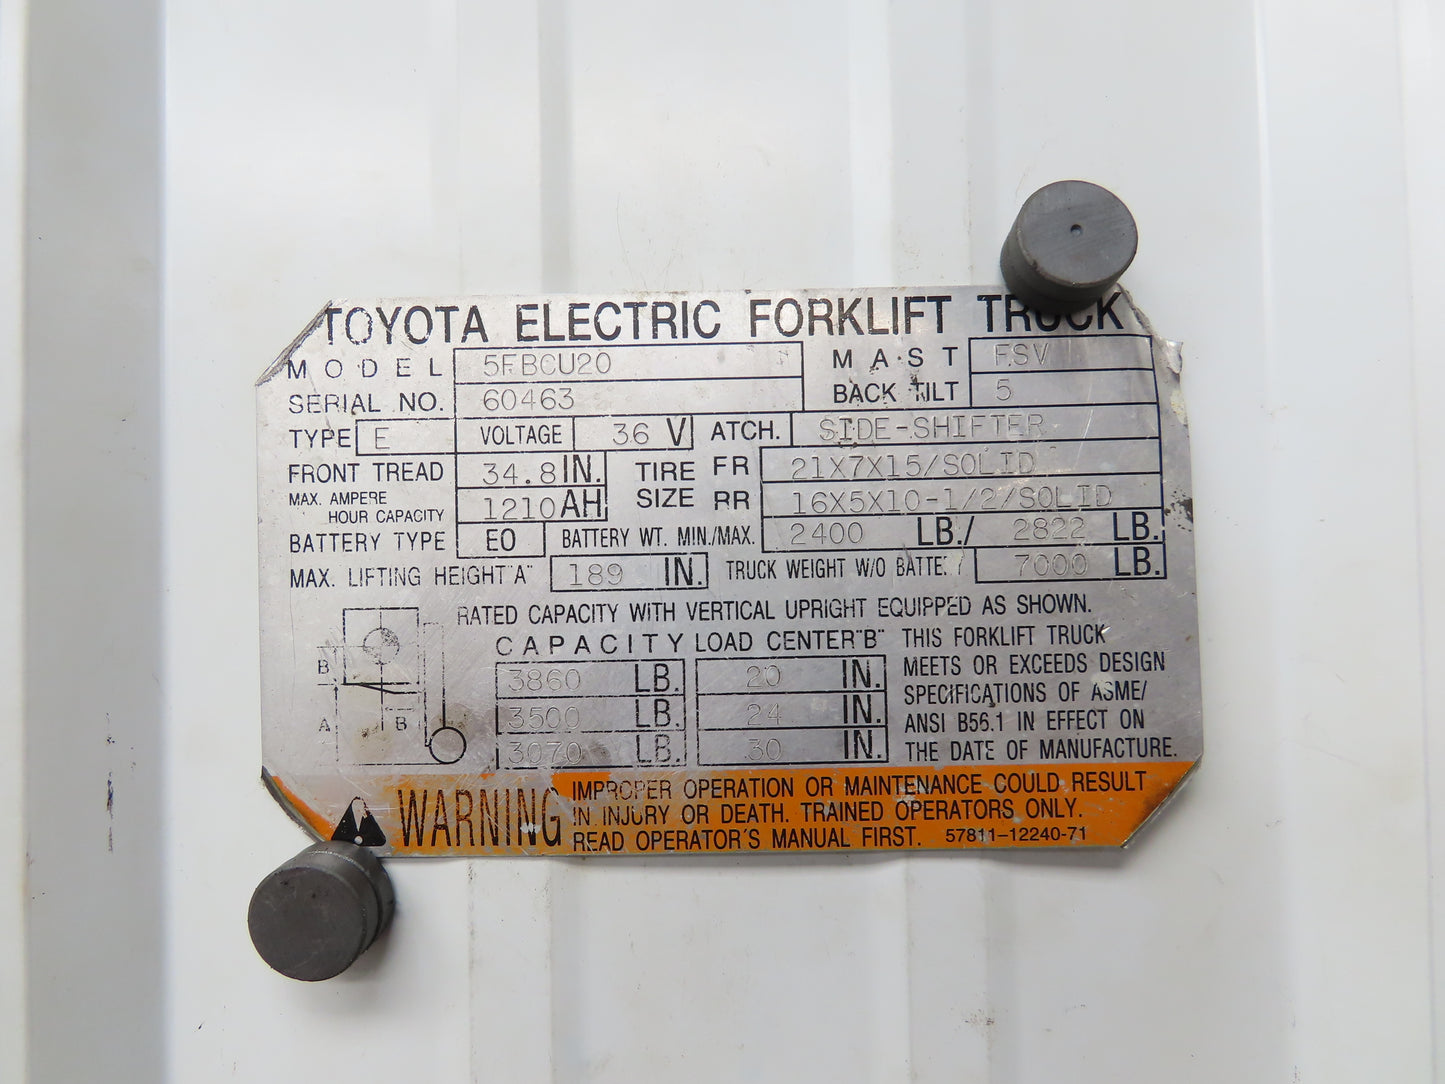 TOYOTA ELECTRIC FORKLIFT TRUCK
MODEL 5FBCU20 MAST FSV
SERIAL NO. 60463 BACK TILT 5
TYPE E VOLTAGE 36 V ATCH. SIDE-SHIFTER
FRONT TREAD 34.8 IN. TIRE SIZE FR 21X7X15/SOLID
MAX. AMPERE HOUR CAPACITY 1210 AH RR 16X5X10-1/2/SOLID
BATTERY TYPE EO BATTERY WT. MIN./MAX. 2400 LB./ 2822 LB.
MAX. LIFTING HEIGHT "A" 189 IN. TRUCK WEIGHT W/O 7000 LB.
RATED CAPACITY WITH VERTICAL UPRIGHT EQUIPPED AS SHOWN.
CAPACITY LOAD CENTER "B"
3860 LB. 20 IN.
3500 LB. 24 IN.
3070 LB. 30 IN.
B
A B
THIS FORKLIFT TRUCK
MEETS OR EXCEEDS DESIGN
SPECIFICATIONS OF ASME/
ANSI B56.1 IN EFFECT ON
THE DATE OF MANUFACTURE.
WARNING
IMPROPER OPERATION OR MAINTENANCE COULD RESULT
IN INJURY OR DEATH. TRAINED OPERATORS ONLY.
READ OPERATOR'S MANUAL FIRST. 57811-12240-71